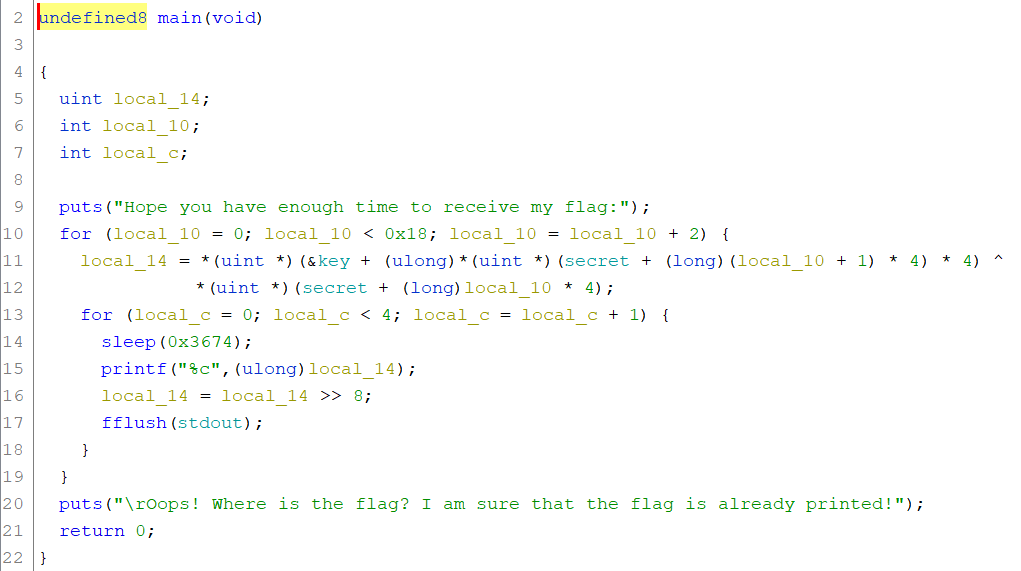 2 undefined8 main(void)
3
4 {
5 uint local_14;
6 int local_10;
7 int local_c;
8
9 puts("Hope you have enough time to receive my flag:");
10 for (local_10 = 0; local_10 < 0x18; local_10 = local_10 + 2) {
11 local_14 = *(uint *)(&key + (ulong)*(uint *)(secret + (long)(local_10 + 1) * 4) * 4) ^
12 *(uint *)(secret + (long)local_10 * 4);
13 for (local_c = 0; local_c < 4; local_c = local_c + 1) {
14 sleep(0x3674);
15 printf("%c",(ulong)local_14);
16 local_14 = local_14 >> 8;
17 fflush(stdout);
18 }
19 }
20 puts("\rOops! Where is the flag? I am sure that the flag is already printed!");
21 return 0;
22 }